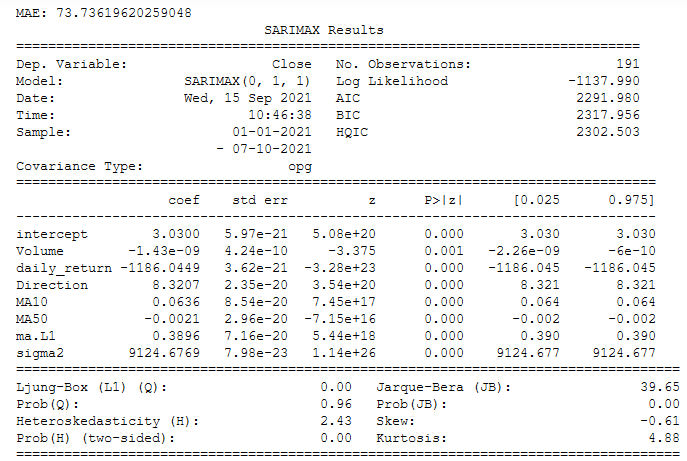 MAE: 73.73619620259048
SARIMAX Results
==============================================================================
Dep. Variable: Close No. Observations: 191
Model: SARIMAX(0, 1, 1) Log Likelihood -1137.990
Date: Wed, 15 Sep 2021 AIC 2291.980
Time: 10:46:38 BIC 2317.956
Sample: 01-01-2021 HQIC 2302.503
- 07-10-2021
Covariance Type: opg
================================================================================
coef std err z P>|z| [0.025 0.975]
--------------------------------------------------------------------------------
intercept 3.0300 5.97e-21 5.08e+20 0.000 3.030 3.030
Volume -1.43e-09 4.24e-10 -3.375 0.001 -2.26e-09 -6e-10
daily_return -1186.0449 3.62e-21 -3.28e+23 0.000 -1186.045 -1186.045
Direction 8.3207 2.35e-20 3.54e+20 0.000 8.321 8.321
MA10 0.0636 8.54e-20 7.45e+17 0.000 0.064 0.064
MA50 -0.0021 2.96e-20 -7.15e+16 0.000 -0.002 -0.002
ma.L1 0.3896 7.16e-20 5.44e+18 0.000 0.390 0.390
sigma2 9124.6769 7.98e-23 1.14e+26 0.000 9124.677 9124.677
===================================================================================
Ljung-Box (L1) (Q): 0.00 Jarque-Bera (JB): 39.65
Prob(Q): 0.96 Prob(JB): 0.00
Heteroskedasticity (H): 2.43 Skew: -0.61
Prob(H) (two-sided): 0.00 Kurtosis: 4.88
===================================================================================